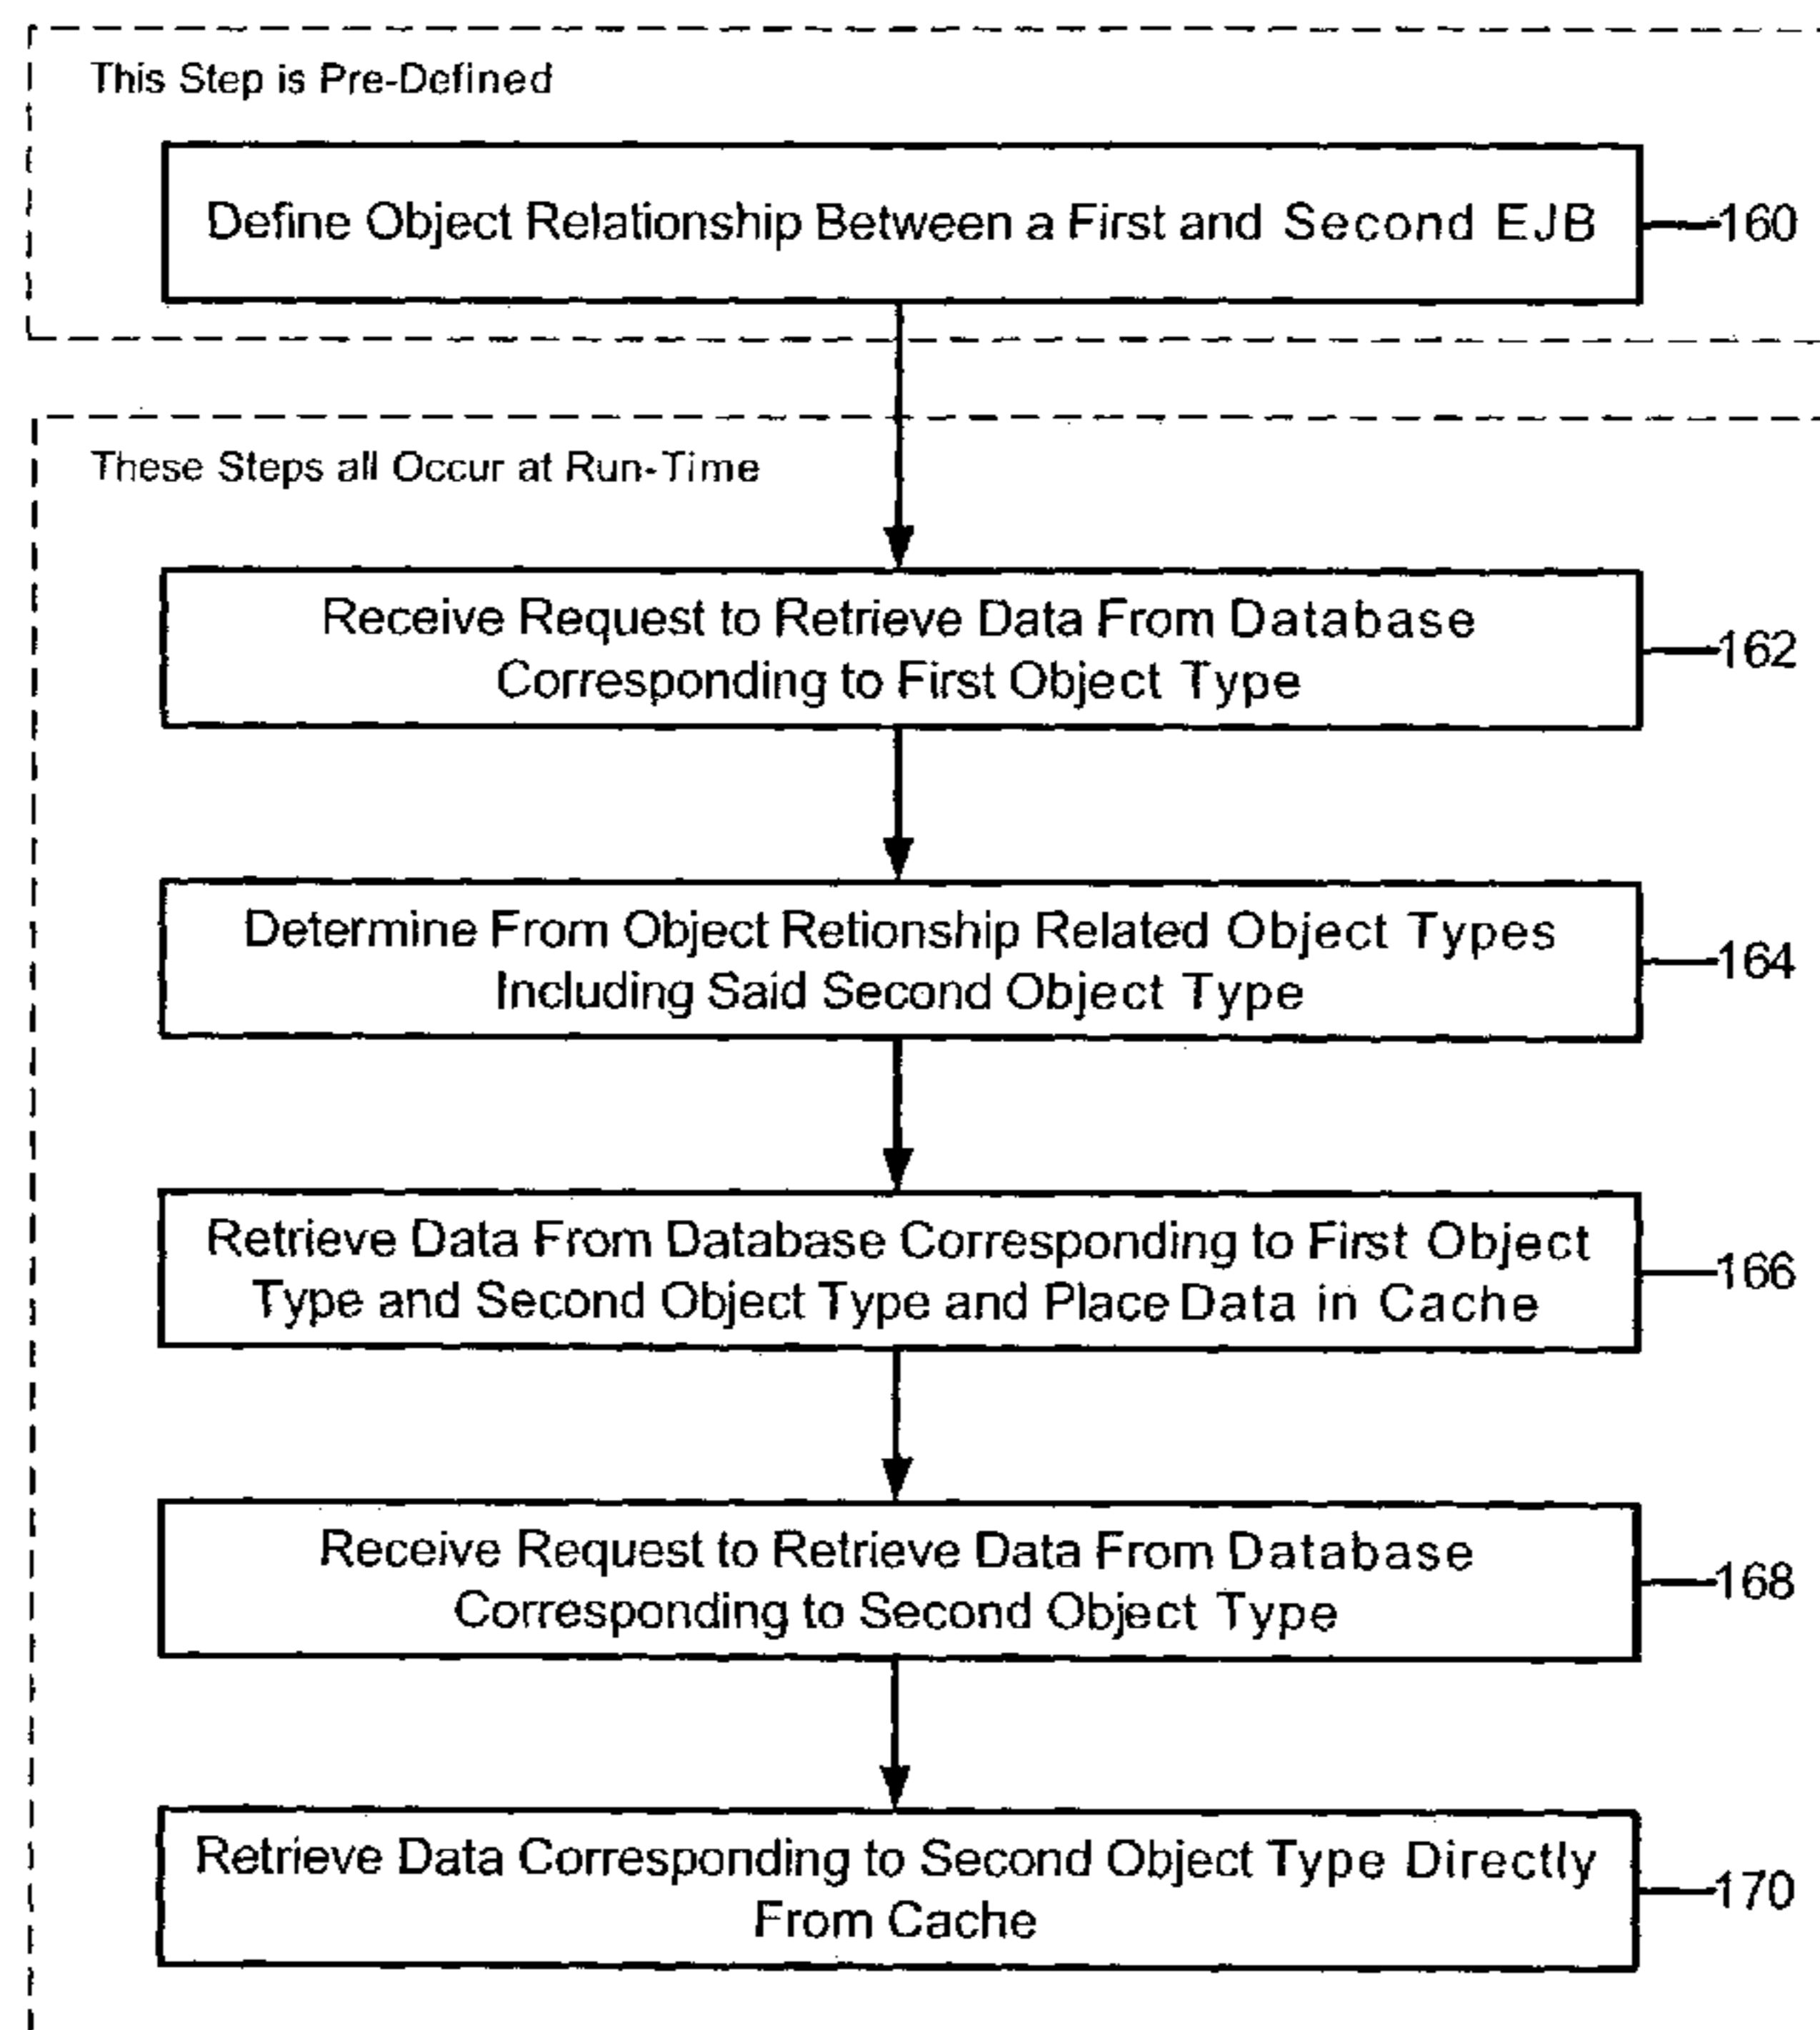 This Step is Pre-Defined
Define Object Relationship Between a First and Second EJB
160
These Steps all Occur at Run-Time
Receive Request to Retrieve Data From Database
Corresponding to First Object Type
162
Determine From Object Retionship Related Object Types
Including Said Second Object Type
164
Retrieve Data From Database Corresponding to First Object
Type and Second Object Type and Place Data in Cache
166
Receive Request to Retrieve Data From Database
Corresponding to Second Object Type
168
Retrieve Data Corresponding to Second Object Type Directly
From Cache
170